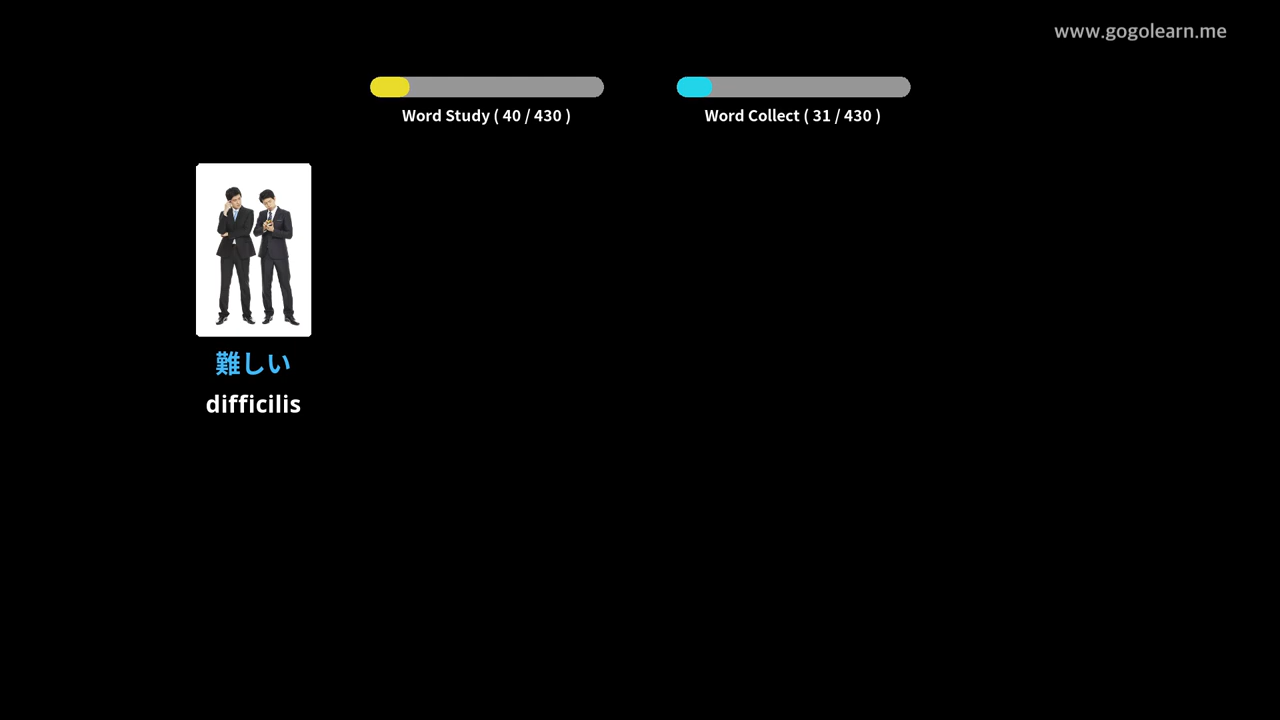 www.gogolearn.me
Word Study ( 40 / 430 )
Word Collect ( 31 / 430 )
難しい
difficilis